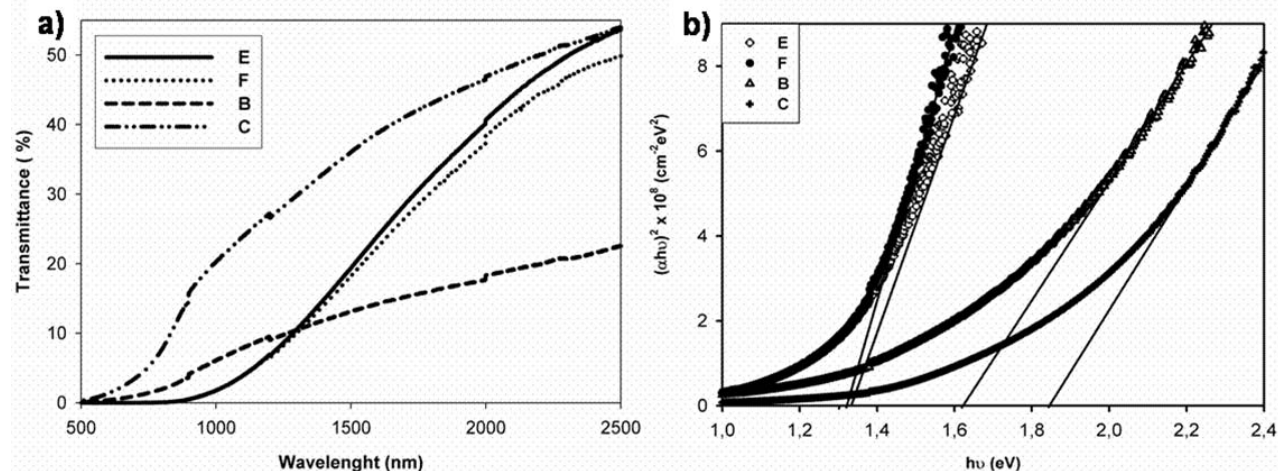 a)
E
F
B
C
Transmittance ( %)
50
40
30
20
10
0
500
1000
1500
2000
2500
Wavelenght (nm)
b)
E
F
B
C
(αhυ)² x 10⁸ (cm⁻²eV²)
8
6
4
2
0
1,0
1,2
1,4
1,6
1,8
2,0
2,2
2,4
hυ (eV)